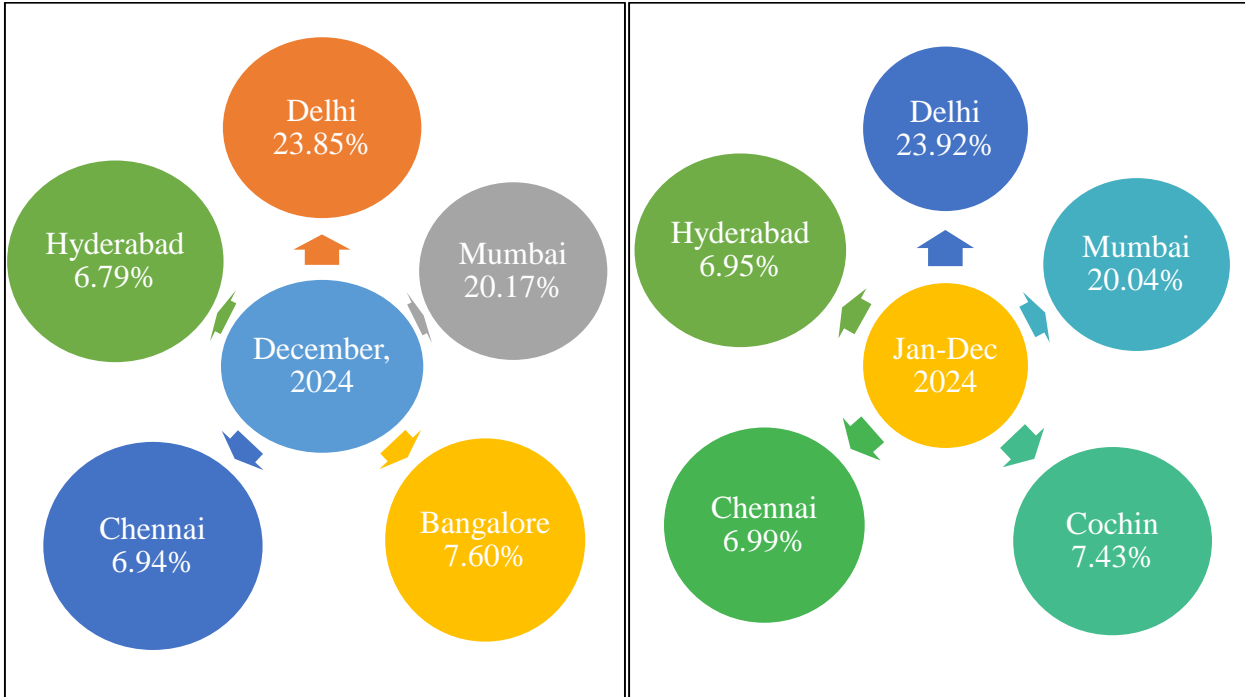 Delhi
23.85%
Mumbai
20.17%
Bangalore
7.60%
Chennai
6.94%
Hyderabad
6.79%
December,
2024
Delhi
23.92%
Mumbai
20.04%
Cochin
7.43%
Chennai
6.99%
Hyderabad
6.95%
Jan-Dec
2024